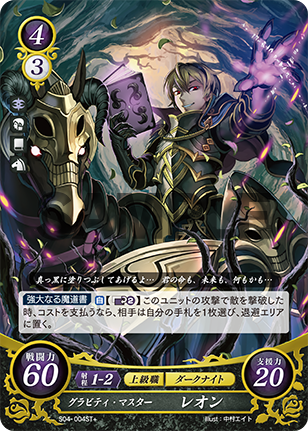 4
3
真っ黒に塗りつぶしてあげるよ… 君の命も、未来も、何もかも…
強大なる魔道書 自 [2] このユニットの攻撃で敵を撃破した
時、コストを支払うなら、相手は自分の手札を1枚選び、退避エリア
に置く。
戦闘力 60 射程 1-2 上級職 ダークナイト 支援力 20
グラビティ・マスター レオン
S04-004ST+ Illust:中村エイト